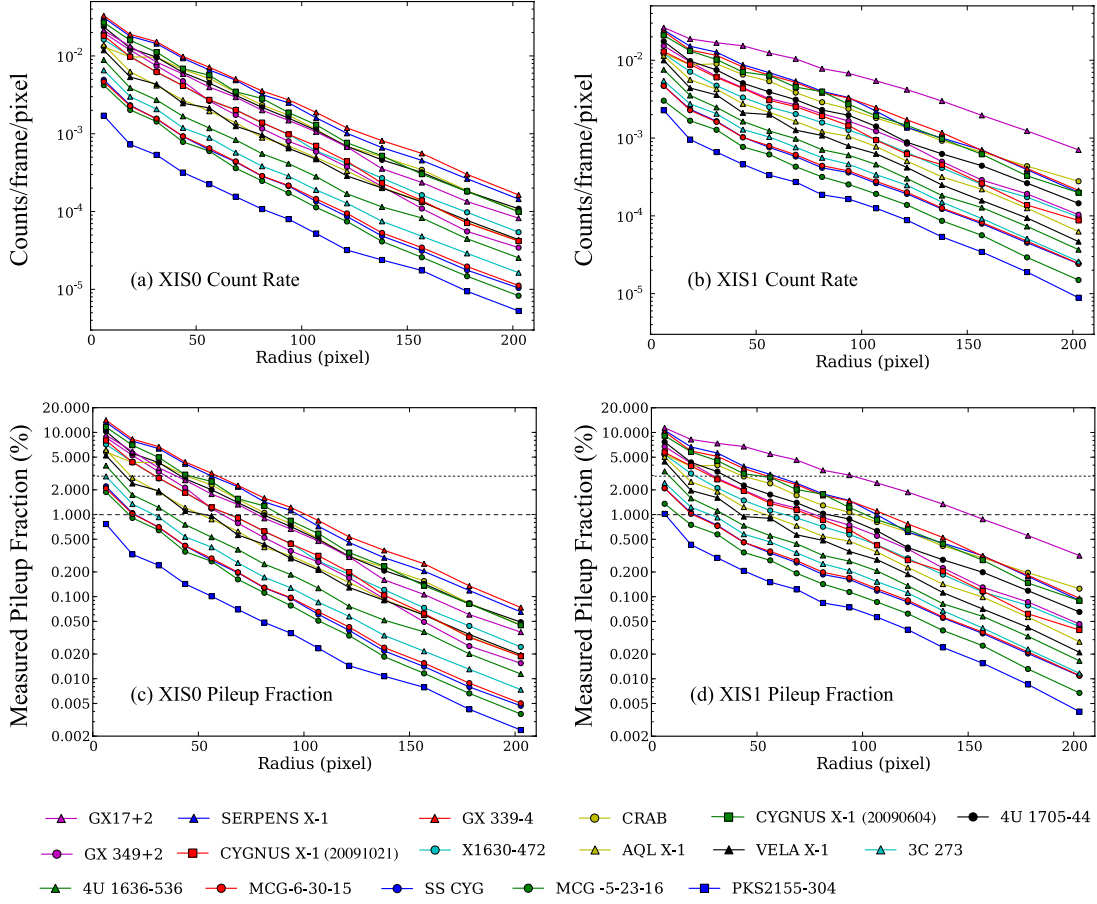 Counts/frame/pixel
10⁻²
10⁻³
10⁻⁴
10⁻⁵
(a) XIS0 Count Rate
0 50 100 150 200
Radius (pixel)
Counts/frame/pixel
10⁻²
10⁻³
10⁻⁴
10⁻⁵
(b) XIS1 Count Rate
0 50 100 150 200
Radius (pixel)
Measured Pileup Fraction (%)
20.000
10.000
5.000
2.000
1.000
0.500
0.200
0.100
0.050
0.020
0.010
0.005
0.002
(c) XIS0 Pileup Fraction
0 50 100 150 200
Radius (pixel)
Measured Pileup Fraction (%)
20.000
10.000
5.000
2.000
1.000
0.500
0.200
0.100
0.050
0.020
0.010
0.005
0.002
(d) XIS1 Pileup Fraction
0 50 100 150 200
Radius (pixel)
GX17+2 SERPENS X-1 GX 339-4 CRAB CYGNUS X-1 (20090604) 4U 1705-44
GX 349+2 CYGNUS X-1 (20091021) X1630-472 AQL X-1 VELA X-1 3C 273
4U 1636-536 MCG-6-30-15 SS CYG MCG -5-23-16 PKS2155-304